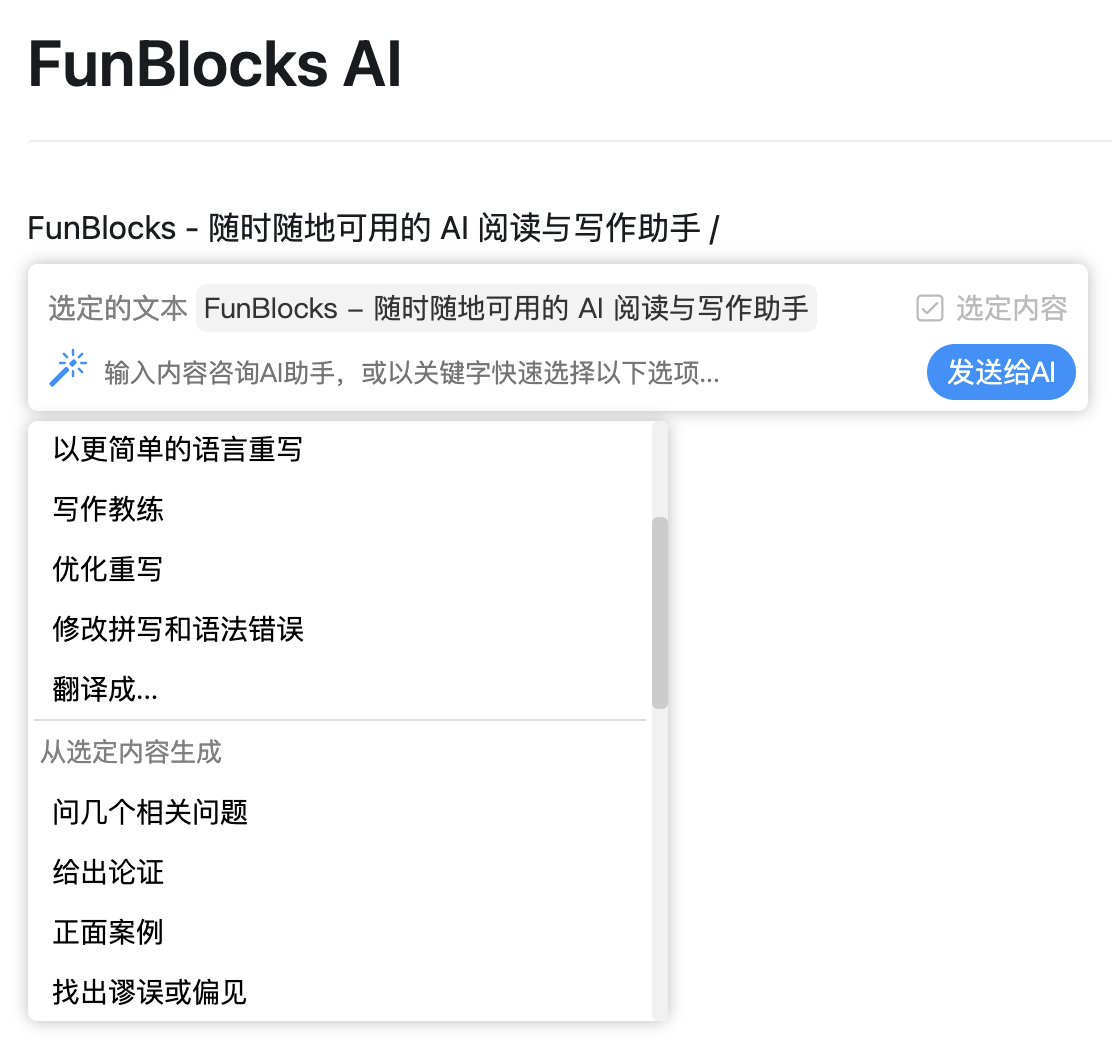 FunBlocks AI
FunBlocks - 随时随地可用的 AI 阅读与写作助手 /
选定的文本 FunBlocks – 随时随地可用的 AI 阅读与写作助手 选定内容
输入内容咨询AI助手，或以关键字快速选择以下选项... 发送给AI
以更简单的语言重写
写作教练
优化重写
修改拼写和语法错误
翻译成...
从选定内容生成
问几个相关问题
给出论证
正面案例
找出谬误或偏见